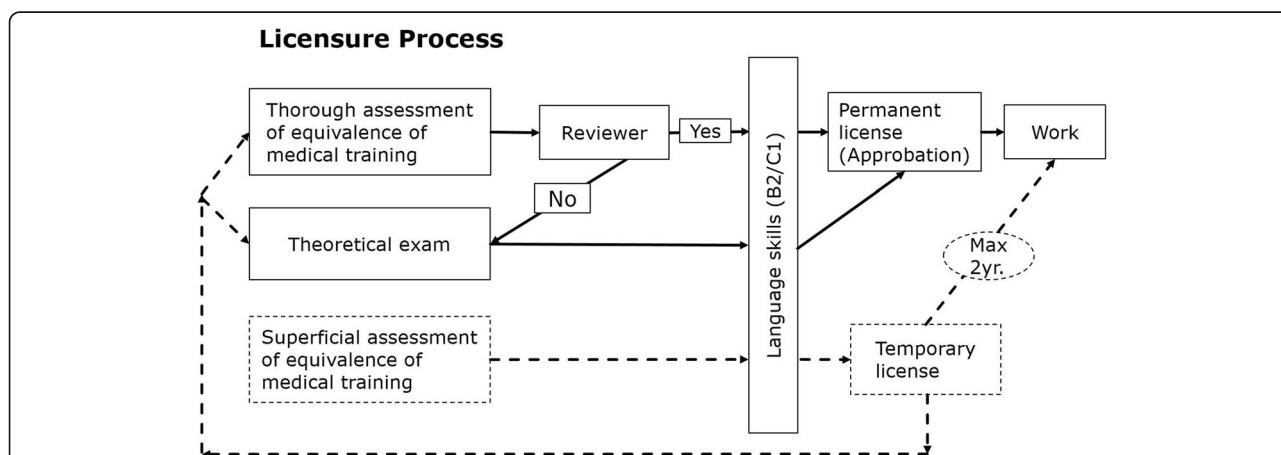 Licensure Process
Thorough assessment
of equivalence of
medical training
Reviewer
Yes
No
Theoretical exam
Superficial assessment
of equivalence of
medical training
Language skills (B2/C1)
Permanent
license
(Approbation)
Work
Max
2yr.
Temporary
license